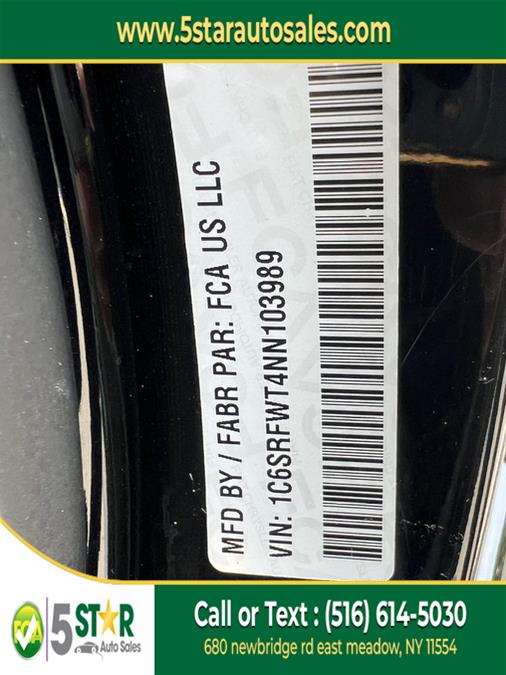 www.5starautosales.com
MFD BY / FABR PAR: FCA US LLC
VIN: 1C6SRFWT4NN103989
FCA
5 STAR
Auto Sales
Call or Text : (516) 614-5030
680 newbridge rd east meadow, NY 11554